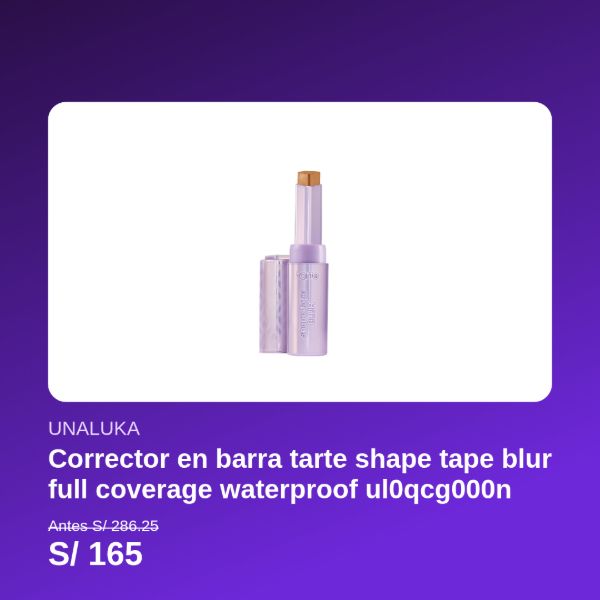 UNALUKA
Corrector en barra tarte shape tape blur
full coverage waterproof ul0qcg000n
Antes S/ 286.25
S/ 165